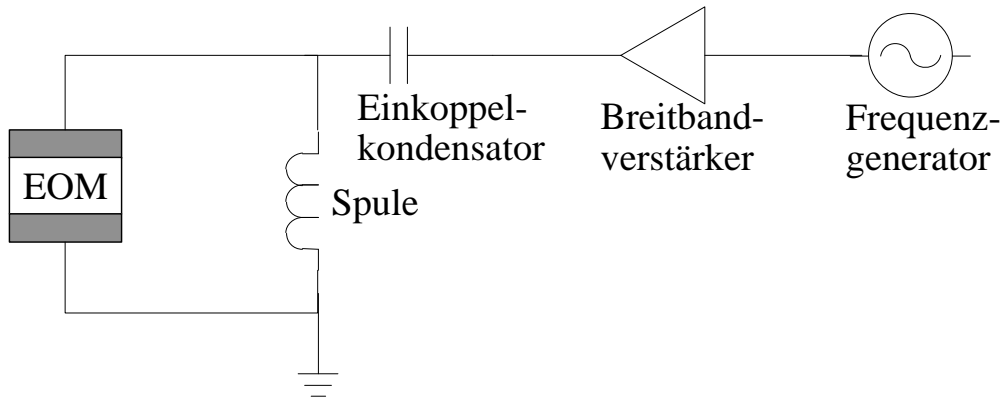 EOM
Spule
Einkoppel-
kondensator
Breitband-
verstärker
Frequenz-
generator